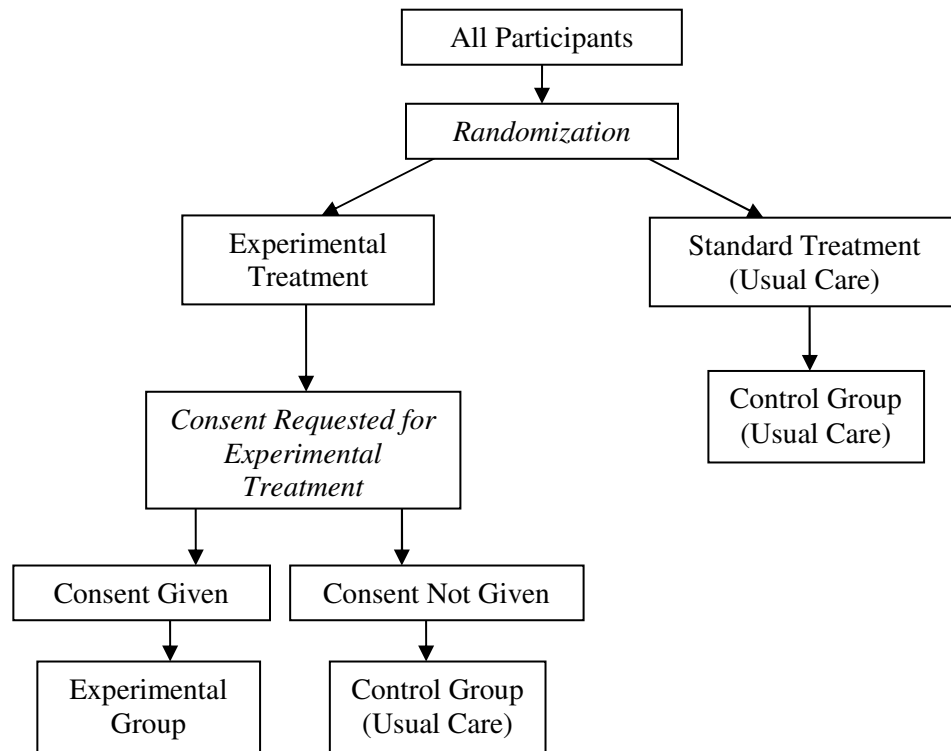 All Participants
Randomization
Experimental
Treatment
Standard Treatment
(Usual Care)
Consent Requested for
Experimental
Treatment
Control Group
(Usual Care)
Consent Given
Consent Not Given
Experimental
Group
Control Group
(Usual Care)